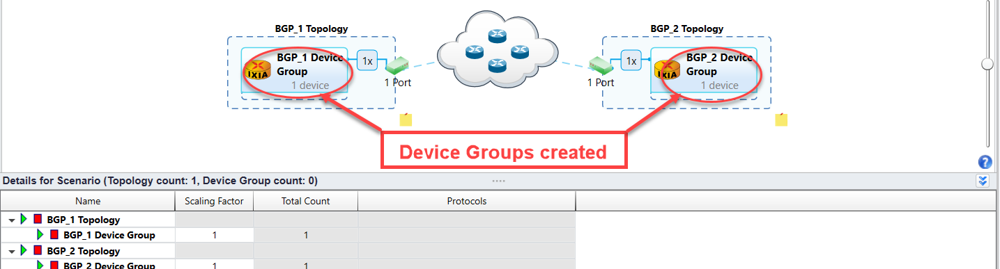 BGP_1 Topology
BGP_2 Topology
BGP_1 Device
Group
1 device
IXIA
1x
1 Port
1 Port
1x
BGP_2 Device
Group
1 device
IXIA
Device Groups created
?
Details for Scenario (Topology count: 1, Device Group count: 0)
Name Scaling Factor Total Count Protocols
BGP_1 Topology
BGP_1 Device Group 1 1
BGP_2 Topology
BGP_2 Device Group 1 1